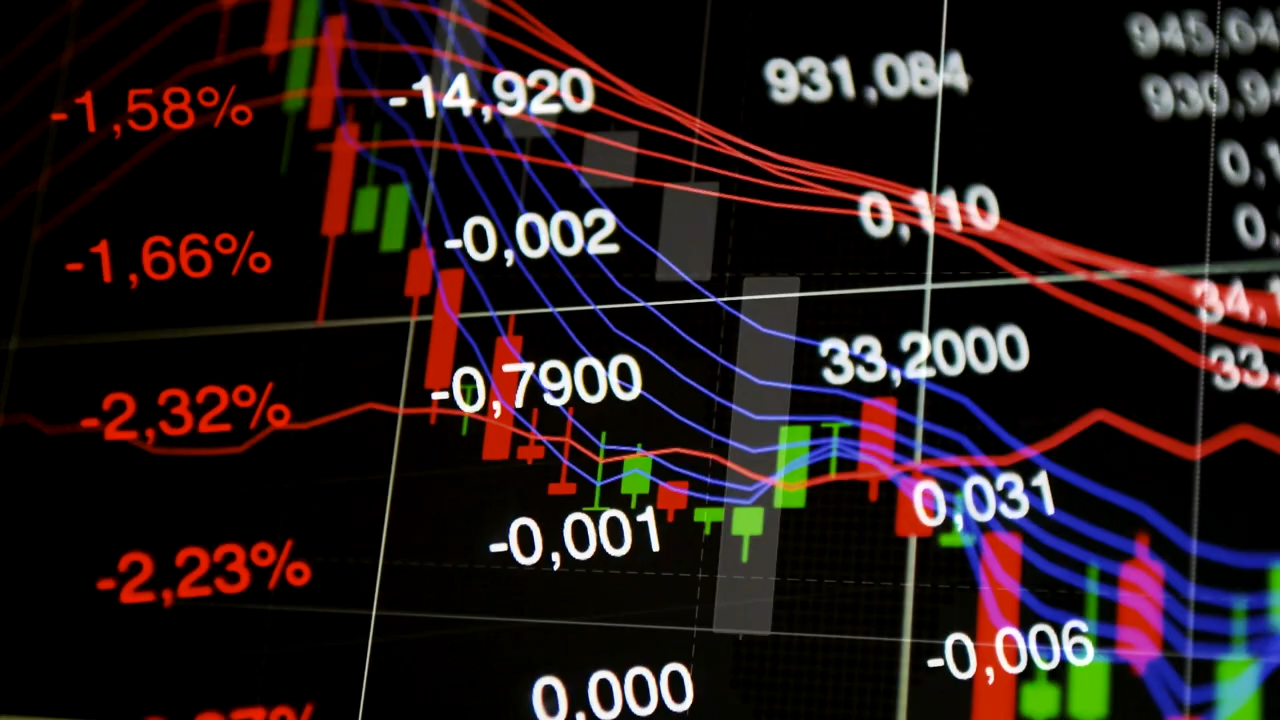 -1,58% -14,920 931,084
-1,66% -0,002 0,110
-2,32% -0,7900 33,2000
-2,23% -0,001 0,031
0,000 -0,006